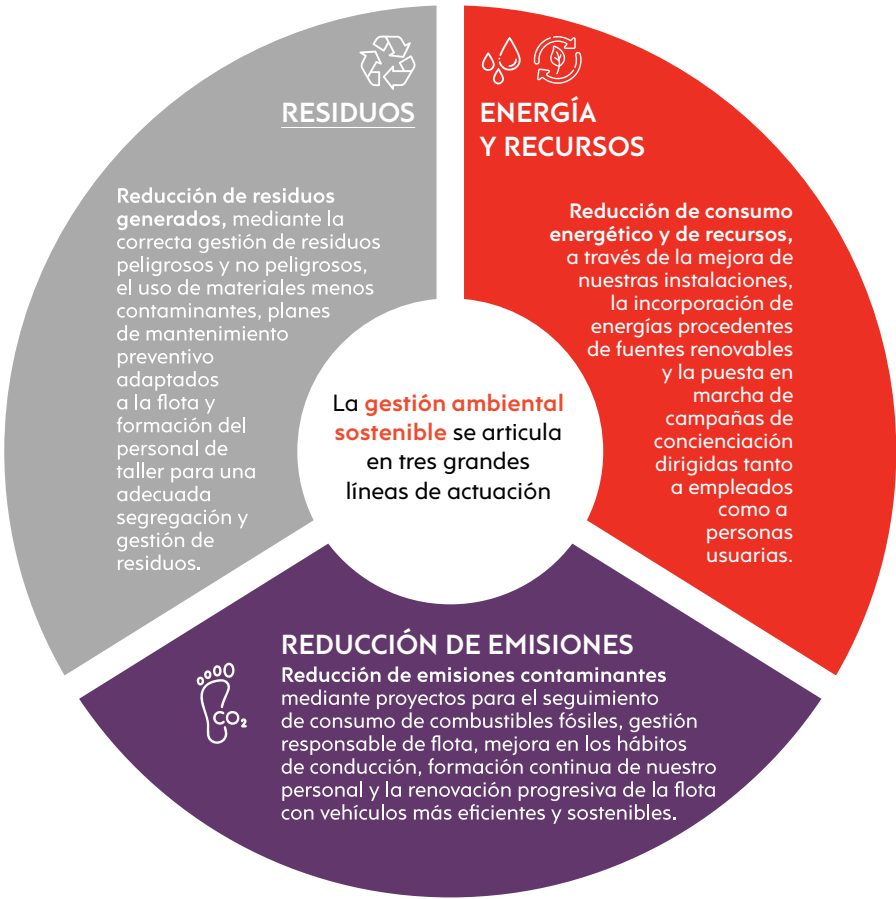 RESIDUOS
Reducción de residuos
generados, mediante la
correcta gestión de residuos
peligrosos y no peligrosos,
el uso de materiales menos
contaminantes, planes
de mantenimiento
preventivo
adaptados
a la flota y
formación del
personal de
taller para una
adecuada
segregación y
gestión de
residuos.
ENERGÍA
Y RECURSOS
Reducción de consumo
energético y de recursos,
a través de la mejora de
nuestras instalaciones,
la incorporación de
energías procedentes
de fuentes renovables
y la puesta en
marcha de
campañas de
concienciación
dirigidas tanto
a empleados
como a
personas
usuarias.
La gestión ambiental
sostenible se articula
en tres grandes
líneas de actuación
REDUCCIÓN DE EMISIONES
Reducción de emisiones contaminantes
mediante proyectos para el seguimiento
de consumo de combustibles fósiles, gestión
responsable de flota, mejora en los hábitos
de conducción, formación continua de nuestro
personal y la renovación progresiva de la flota
con vehículos más eficientes y sostenibles.
CO₂